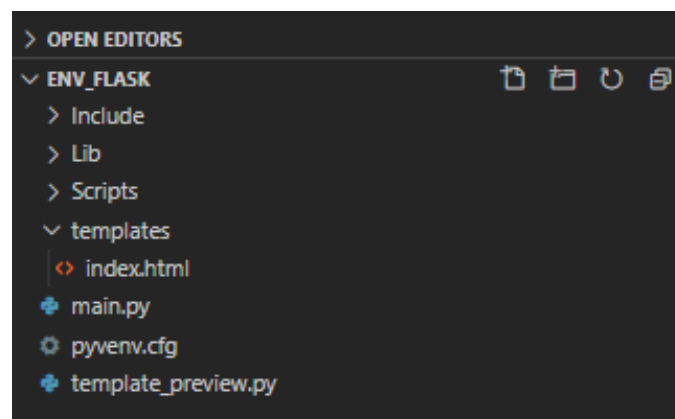 OPEN EDITORS
ENV_FLASK
Include
Lib
Scripts
templates
index.html
main.py
pyvenv.cfg
template_preview.py